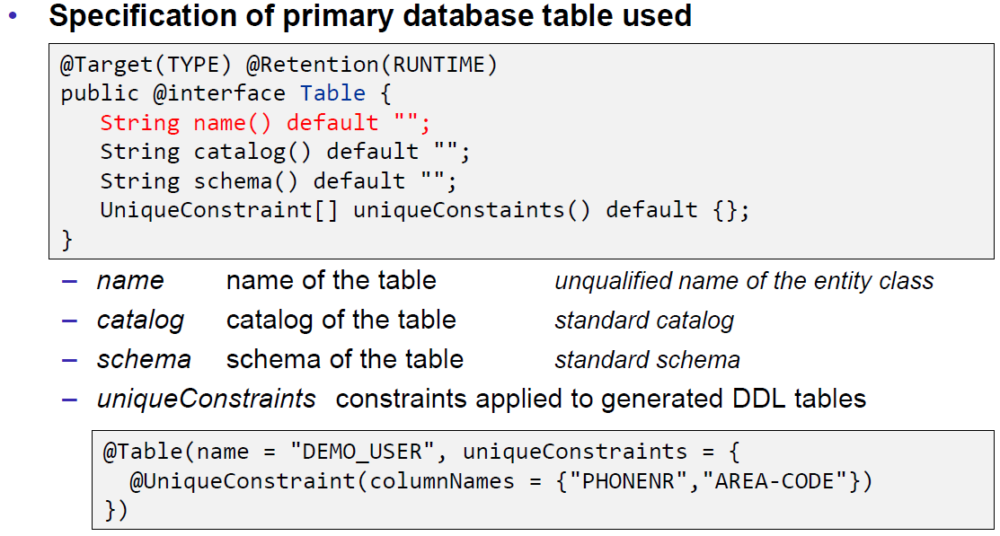 • Specification of primary database table used
@Target(TYPE) @Retention(RUNTIME)
public @interface Table {
String name() default "";
String catalog() default "";
String schema() default "";
UniqueConstraint[] uniqueConstaints() default {};
}
– name name of the table unqualified name of the entity class
– catalog catalog of the table standard catalog
– schema schema of the table standard schema
– uniqueConstraints constraints applied to generated DDL tables
@Table(name = "DEMO_USER", uniqueConstraints = {
@UniqueConstraint(columnNames = {"PHONENR","AREA-CODE"})
})